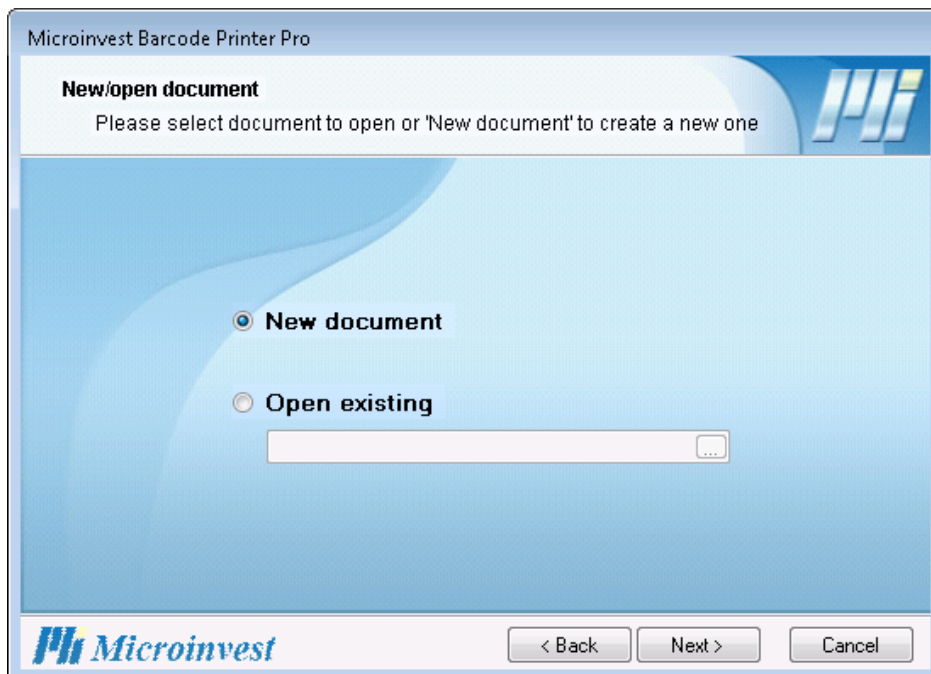 Microinvest Barcode Printer Pro
New/open document
Please select document to open or 'New document' to create a new one
New document
Open existing
...
Microinvest
< Back
Next >
Cancel